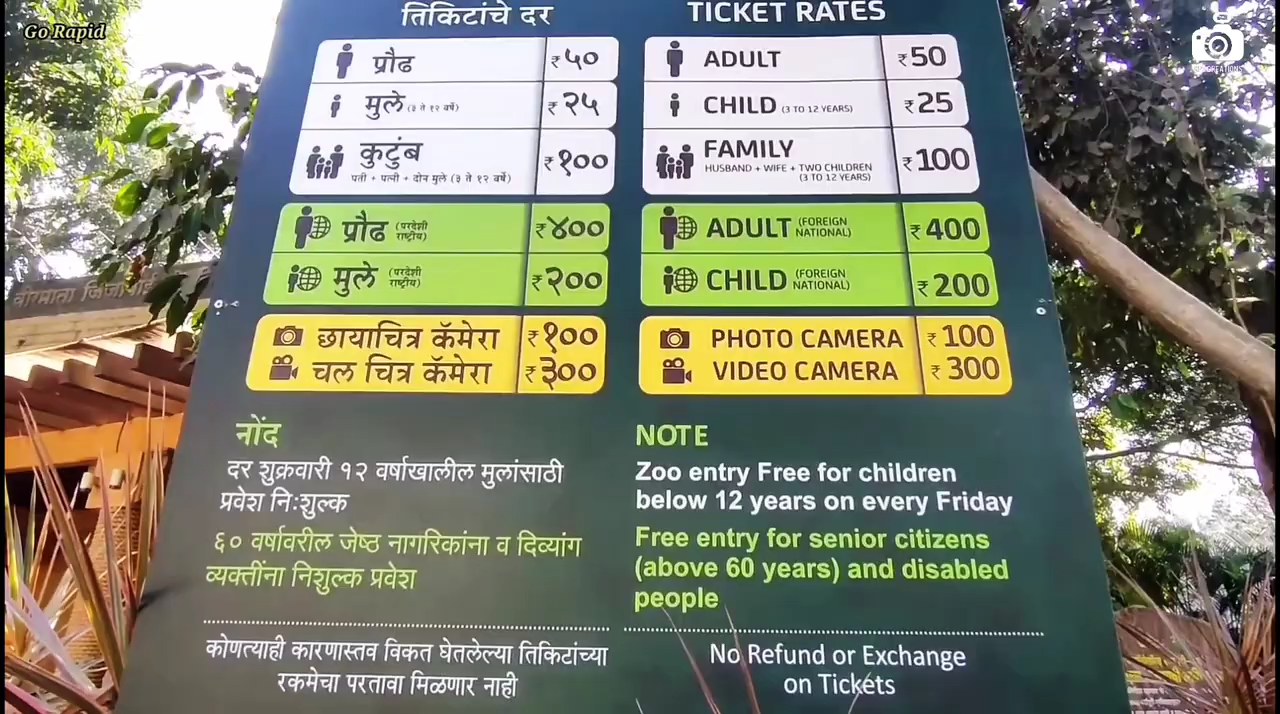 Go Rapid
तिकिटांचे दर
प्रौढ ₹५०
मुले (३ ते १२ वर्षे) ₹२५
कुटुंब ₹१००
पती + पत्नी + दोन मुले (३ ते १२ वर्षे)
प्रौढ (परदेशी राष्ट्रीय) ₹४००
मुले (परदेशी राष्ट्रीय) ₹२००
छायाचित्र कॅमेरा ₹१००
चल चित्र कॅमेरा ₹३००
नोंद
दर शुक्रवारी १२ वर्षाखालील मुलांसाठी
प्रवेश नि:शुल्क
६० वर्षावरील जेष्ठ नागरिकांना व दिव्यांग
व्यक्तींना निशुल्क प्रवेश
कोणत्याही कारणास्तव विकत घेतलेल्या तिकिटांच्या
रकमेचा परतावा मिळणार नाही
TICKET RATES
ADULT ₹50
CHILD (3 TO 12 YEARS) ₹25
FAMILY ₹100
HUSBAND + WIFE + TWO CHILDREN
(3 TO 12 YEARS)
ADULT (FOREIGN NATIONAL) ₹400
CHILD (FOREIGN NATIONAL) ₹200
PHOTO CAMERA ₹100
VIDEO CAMERA ₹300
NOTE
Zoo entry Free for children
below 12 years on every Friday
Free entry for senior citizens
(above 60 years) and disabled
people
No Refund or Exchange
on Tickets
वीरमाता जिजाबाई